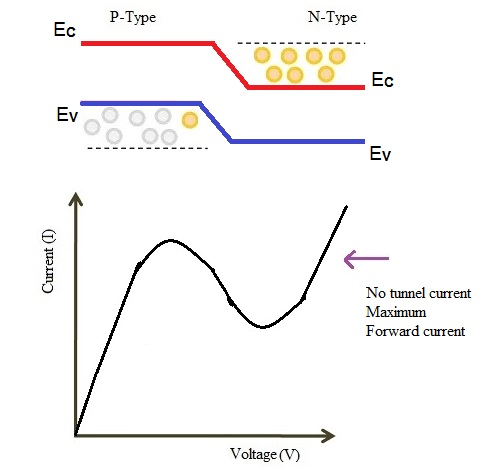 P-Type N-Type
Ec
Ec
Ev
Ev
Current (I)
No tunnel current
Maximum
Forward current
Voltage (V)